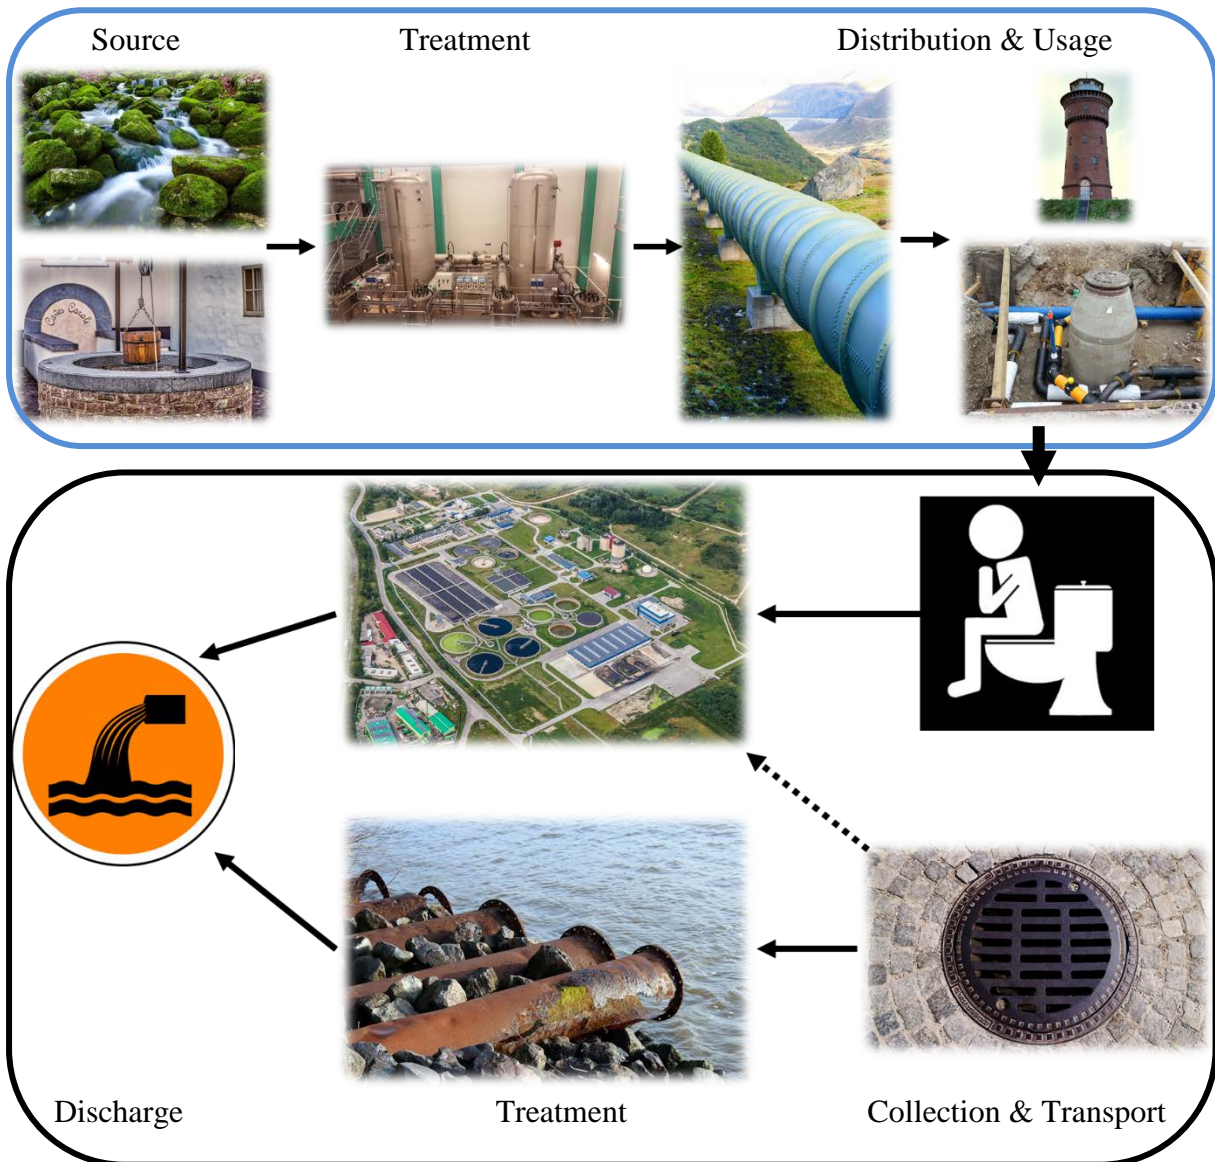 Source
Treatment
Distribution & Usage
Discharge
Treatment
Collection & Transport